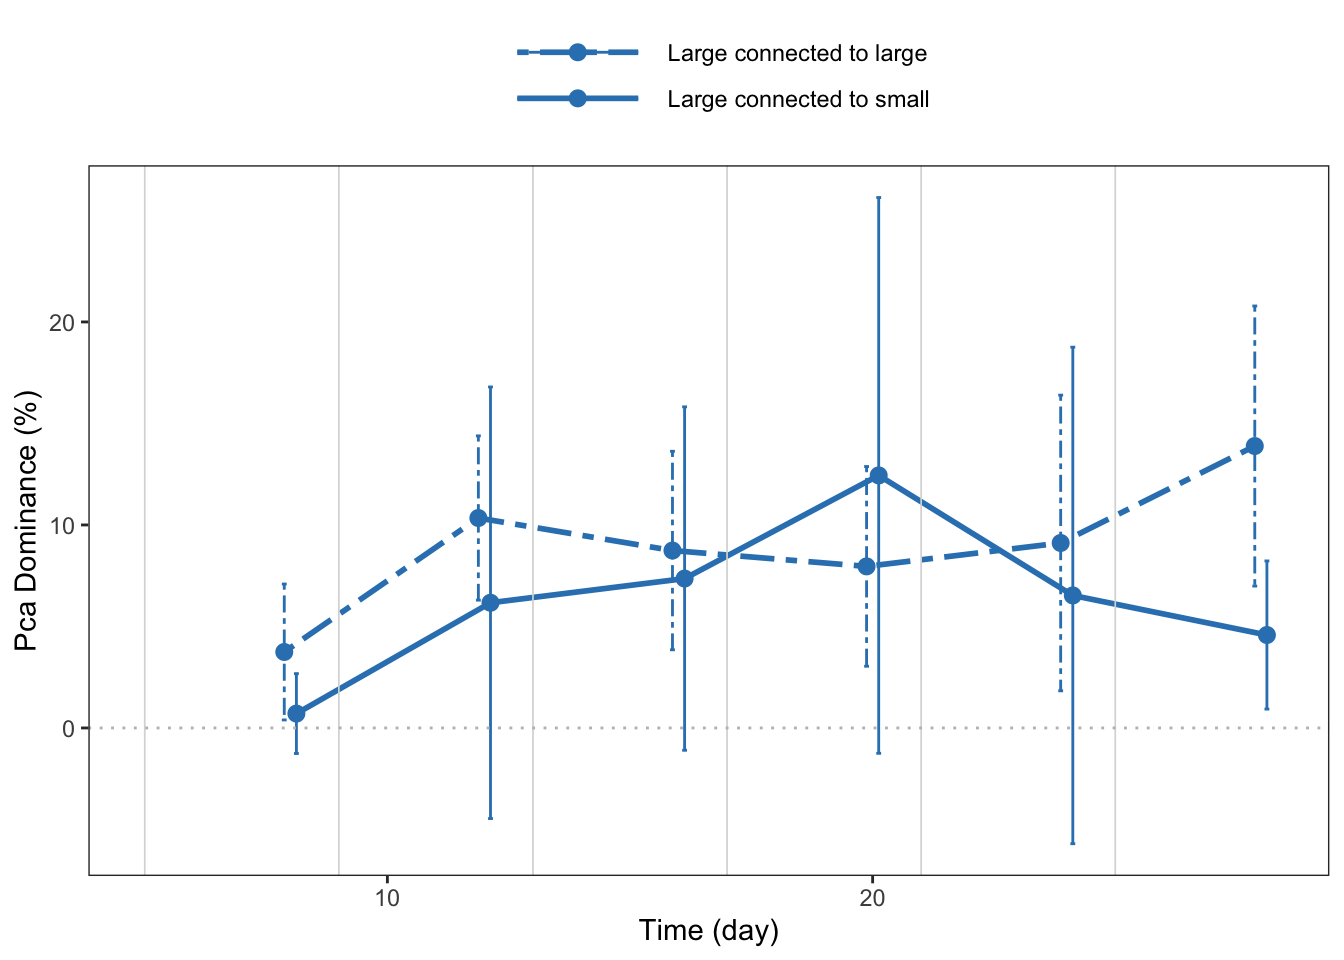 Large connected to large
Large connected to small
20
10
0
Pca Dominance (%)
10
20
Time (day)